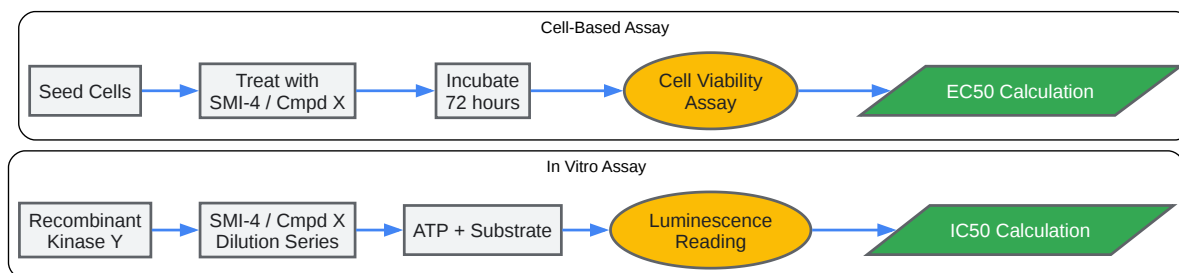 Cell-Based Assay
Seed Cells
Treat with
SMI-4 / Cmpd X
Incubate
72 hours
Cell Viability
Assay
EC50 Calculation
In Vitro Assay
Recombinant
Kinase Y
SMI-4 / Cmpd X
Dilution Series
ATP + Substrate
Luminescence
Reading
IC50 Calculation